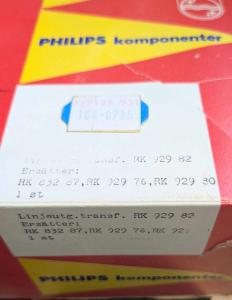 PHILIPS komponenter
Linjeutg.transf. RK 929 82
Ersätter:
RK 832 87,RK 929 76,RK 929 80
1 st
Linjeutg.transf. RK 929 82
Ersätter:
RK 832 87,RK 929 76,RK 92
1 st
PHILIPS komponenter